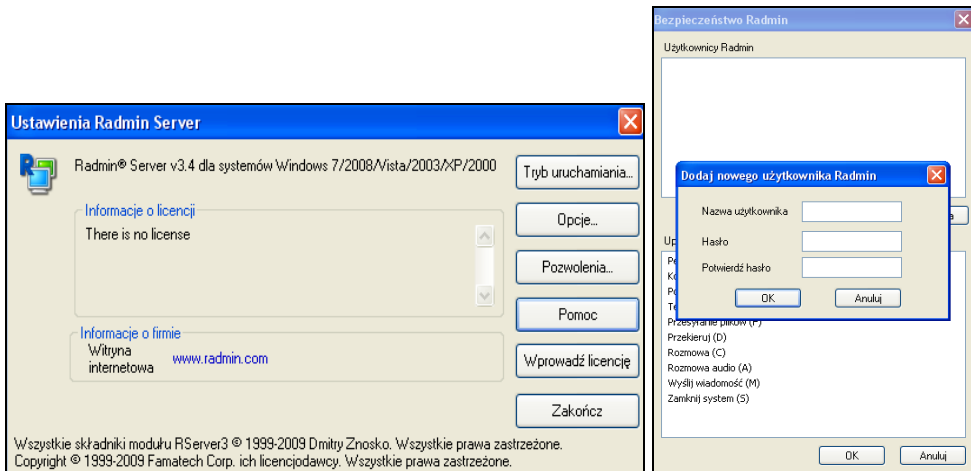 Ustawienia Radmin Server
Radmin® Server v3.4 dla systemów Windows 7/2008/Vista/2003/XP/2000
Informacje o licencji
There is no license
Informacje o firmie
Witryna internetowa
www.radmin.com
Tryb uruchamiania...
Opcje...
Pozwolenia...
Pomoc
Wprowadź licencję
Zakończ
Wszystkie składniki modułu RServer3 © 1999-2009 Dmitry Znosko. Wszystkie prawa zastrzeżone.
Copyright © 1999-2009 Famatech Corp. ich licencjodawcy. Wszystkie prawa zastrzeżone.
Bezpieczeństwo Radmin
Użytkownicy Radmin
Dodaj nowego użytkownika Radmin
Nazwa użytkownika
Hasło
Potwierdź hasło
OK
Anuluj
Przesyłanie plików (F)
Przekieruj (D)
Rozmowa (C)
Rozmowa audio (A)
Wyślij wiadomość (M)
Zamknij system (S)
OK
Anuluj